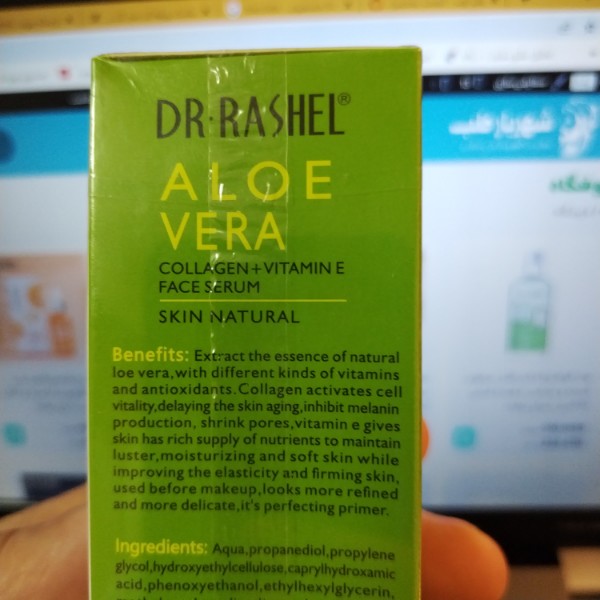 شهریار طب
DR·RASHEL®
ALOE
VERA
COLLAGEN+VITAMIN E
FACE SERUM
SKIN NATURAL
Benefits: Extract the essence of natural
loe vera,with different kinds of vitamins
and antioxidants.Collagen activates cell
vitality,delaying the skin aging,inhibit melanin
production, shrink pores,vitamin e gives
skin has rich supply of nutrients to maintain
luster,moisturizing and soft skin while
improving the elasticity and firming skin,
used before makeup,looks more refined
and more delicate,it's perfecting primer.
Ingredients: Aqua,propanediol,propylene
glycol,hydroxyethylcellulose,caprylhydroxamic
acid,phenoxyethanol,ethylhexylglycerin,